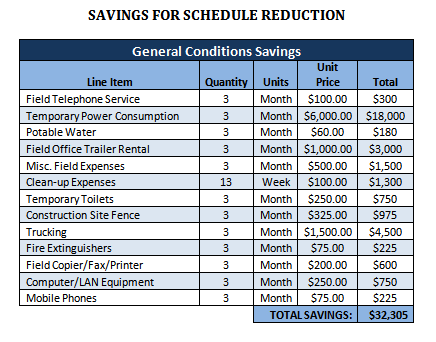 SAVINGS FOR SCHEDULE REDUCTION
General Conditions Savings
Line Item Quantity Units Unit Price Total
Field Telephone Service 3 Month $100.00 $300
Temporary Power Consumption 3 Month $6,000.00 $18,000
Potable Water 3 Month $60.00 $180
Field Office Trailer Rental 3 Month $1,000.00 $3,000
Misc. Field Expenses 3 Month $500.00 $1,500
Clean-up Expenses 13 Week $100.00 $1,300
Temporary Toilets 3 Month $250.00 $750
Construction Site Fence 3 Month $325.00 $975
Trucking 3 Month $1,500.00 $4,500
Fire Extinguishers 3 Month $75.00 $225
Field Copier/Fax/Printer 3 Month $200.00 $600
Computer/LAN Equipment 3 Month $250.00 $750
Mobile Phones 3 Month $75.00 $225
TOTAL SAVINGS: $32,305